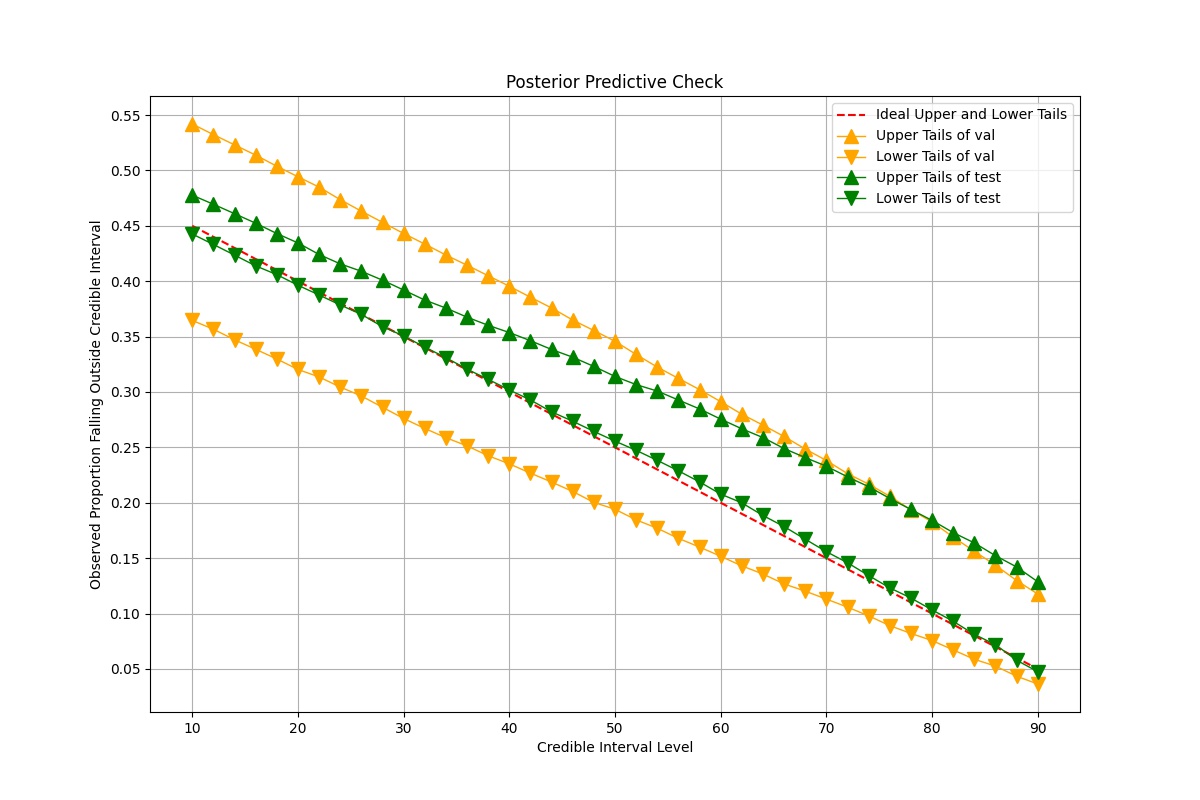 Posterior Predictive Check
Ideal Upper and Lower Tails
Upper Tails of val
Lower Tails of val
Upper Tails of test
Lower Tails of test
Observed Proportion Falling Outside Credible Interval
0.55
0.50
0.45
0.40
0.35
0.30
0.25
0.20
0.15
0.10
0.05
10 20 30 40 50 60 70 80 90
Credible Interval Level